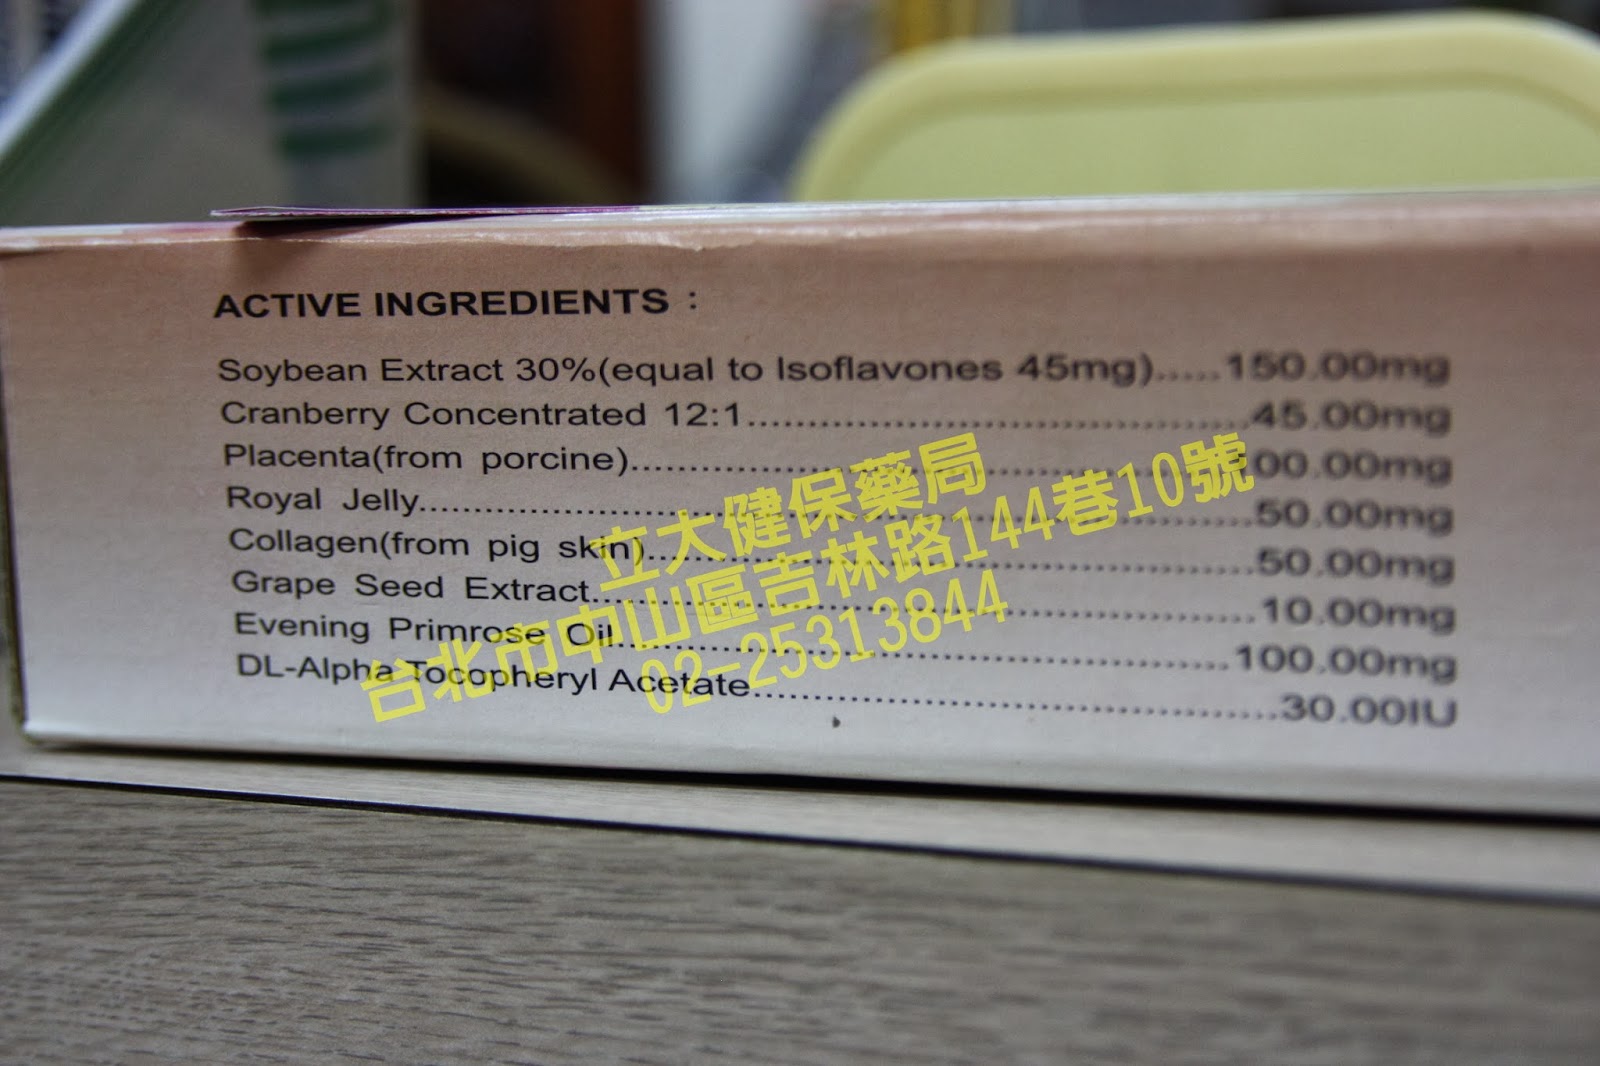 ACTIVE INGREDIENTS :
Soybean Extract 30%(equal to Isoflavones 45mg).....150.00mg
Cranberry Concentrated 12:1..........................................45.00mg
Placenta(from porcine)....................................................00.00mg
Royal Jelly......................................................................50.00mg
Collagen(from pig skin)...................................................50.00mg
Grape Seed Extract.........................................................10.00mg
Evening Primrose Oil.....................................................100.00mg
DL-Alpha Tocopheryl Acetate...........................................30.00IU
立大健保藥局
台北市中山區吉林路144巷10號
02-25313844